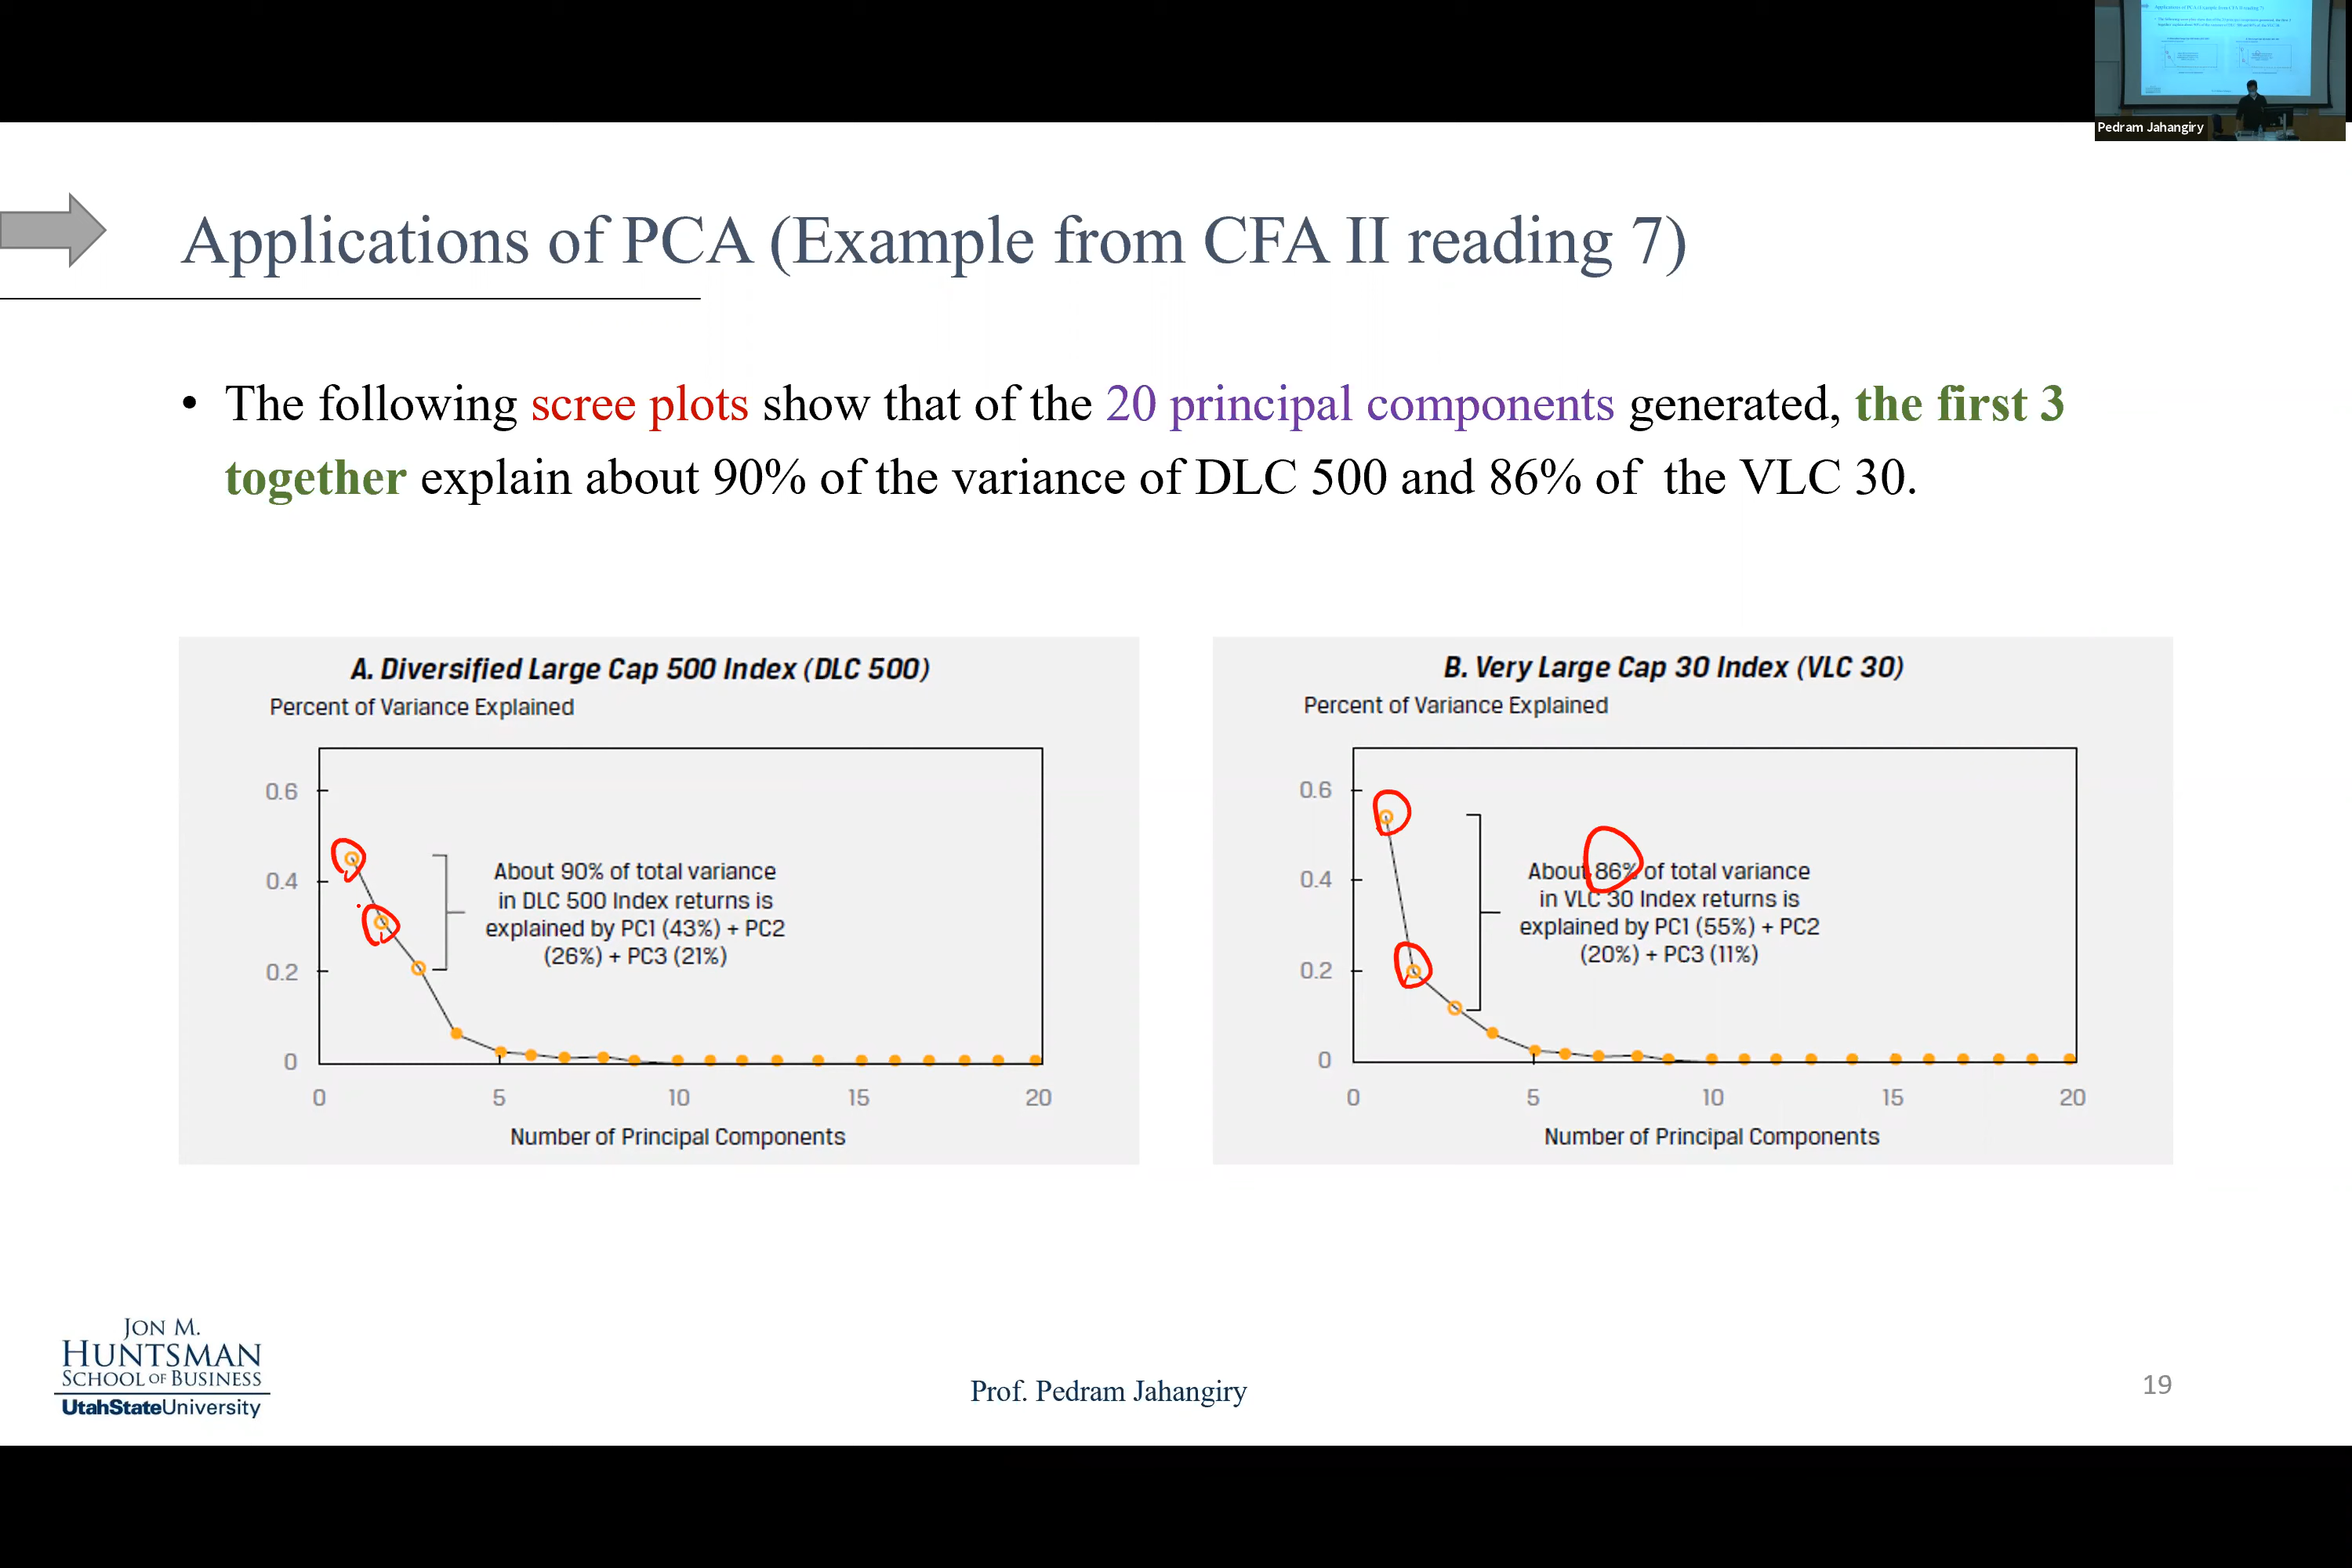 Pedram Jahangiry
Applications of PCA (Example from CFA II reading 7)
• The following scree plots show that of the 20 principal components generated, the first 3
together explain about 90% of the variance of DLC 500 and 86% of the VLC 30.
A. Diversified Large Cap 500 Index (DLC 500)
Percent of Variance Explained
0.6
0.4
0.2
0
About 90% of total variance
in DLC 500 Index returns is
explained by PC1 (43%) + PC2
(26%) + PC3 (21%)
0 5 10 15 20
Number of Principal Components
B. Very Large Cap 30 Index (VLC 30)
Percent of Variance Explained
0.6
0.4
0.2
0
About 86% of total variance
in VLC 30 Index returns is
explained by PC1 (55%) + PC2
(20%) + PC3 (11%)
0 5 10 15 20
Number of Principal Components
JON M.
HUNTSMAN
SCHOOL OF BUSINESS
UtahStateUniversity
Prof. Pedram Jahangiry
19